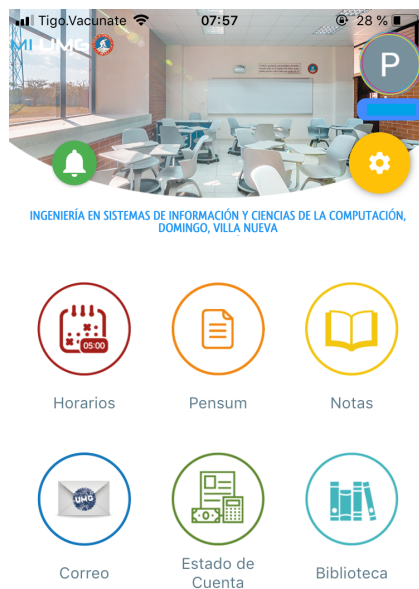 Tigo.Vacunate 07:57 28 %
MI UMG
P
INGENIERÍA EN SISTEMAS DE INFORMACIÓN Y CIENCIAS DE LA COMPUTACIÓN,
DOMINGO, VILLA NUEVA
05:00
Horarios Pensum Notas
UMG
Correo Estado de
Cuenta Biblioteca